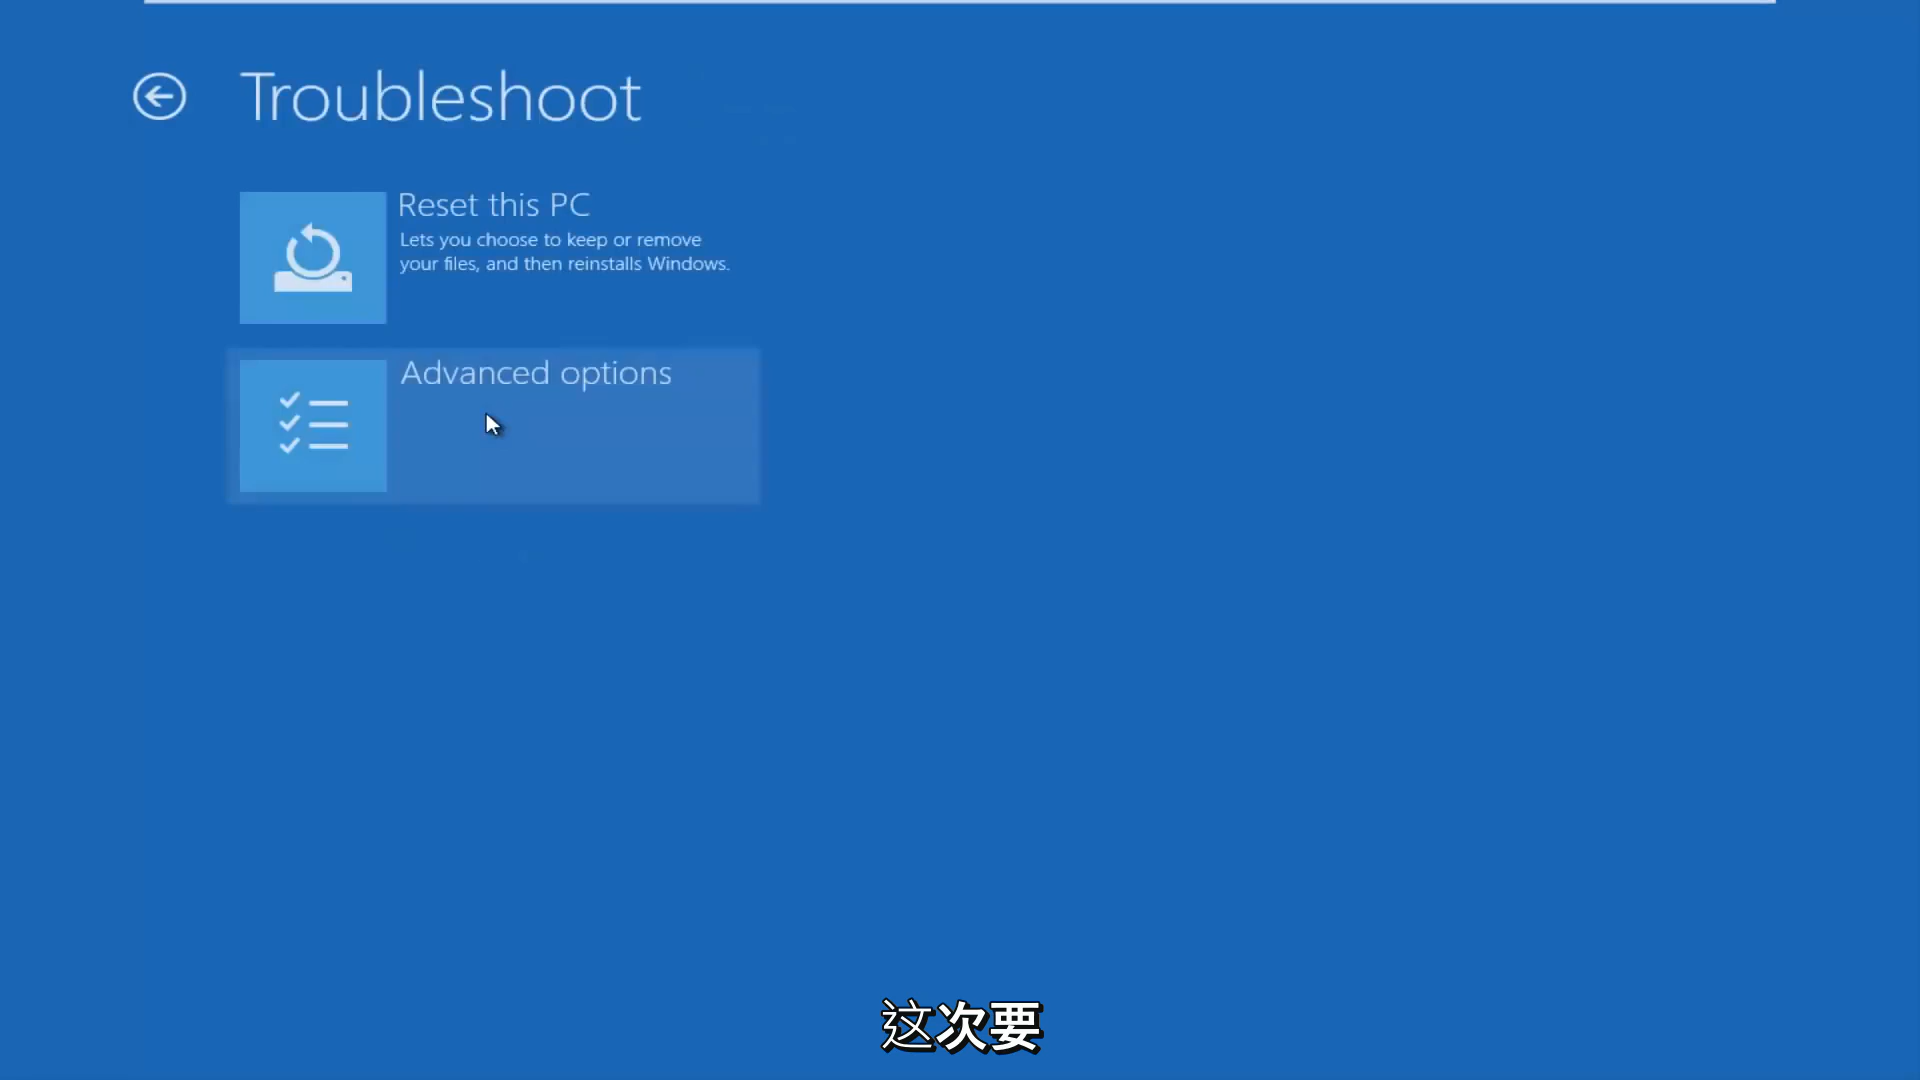 Troubleshoot
Reset this PC
Lets you choose to keep or remove
your files, and then reinstalls Windows.
Advanced options
这次要